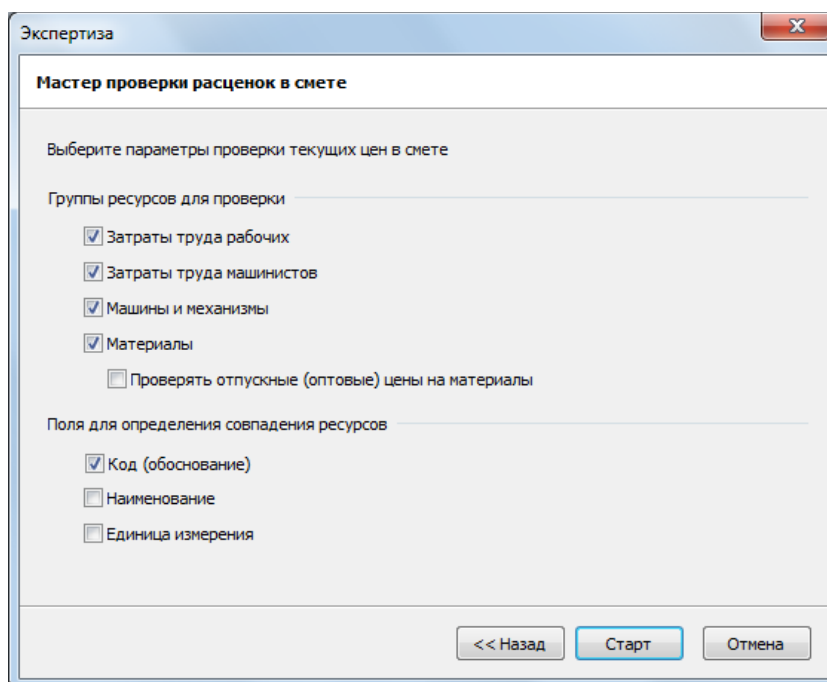 Экспертиза
Мастер проверки расценок в смете
Выберите параметры проверки текущих цен в смете
Группы ресурсов для проверки
Затраты труда рабочих
Затраты труда машинистов
Машины и механизмы
Материалы
Проверять отпускные (оптовые) цены на материалы
Поля для определения совпадения ресурсов
Код (обоснование)
Наименование
Единица измерения
<< Назад Старт Отмена